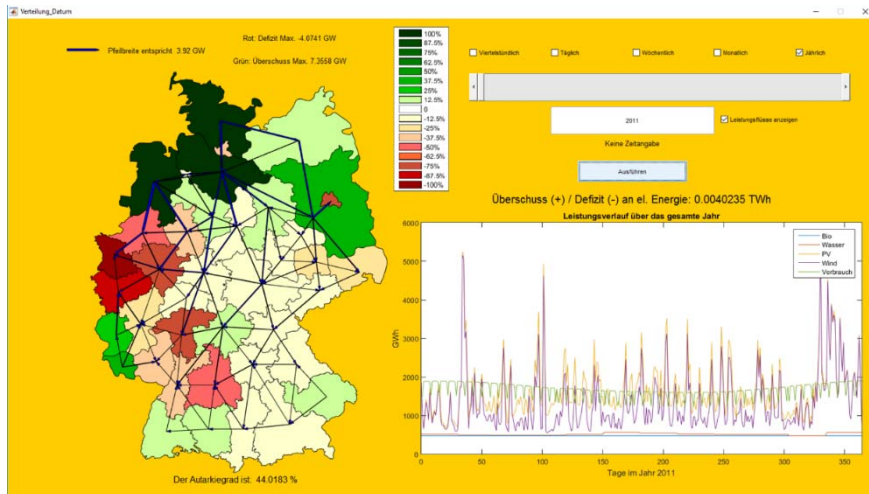 Verteilung_Datum
Pfeilbreite entspricht 3.92 GW
Rot: Defizit Max. -4.0741 GW
Grün: Überschuss Max. 7.3558 GW
100%
87.5%
75%
62.5%
50%
37.5%
25%
12.5%
0
-12.5%
-25%
-37.5%
-50%
-62.5%
-75%
-87.5%
-100%
Viertelstündlich
Täglich
Wöchentlich
Monatlich
Jährlich
2011
Leistungsflüsse anzeigen
Keine Zeitangabe
Ausführen
Überschuss (+) / Defizit (-) an el. Energie: 0.0040235 TWh
Leistungsverlauf über das gesamte Jahr
6000
5000
4000
3000
2000
1000
0
GWh
Bio
Wasser
PV
Wind
Verbrauch
0
50
100
150
200
250
300
350
Tage im Jahr 2011
Der Autarkiegrad ist: 44.0183 %